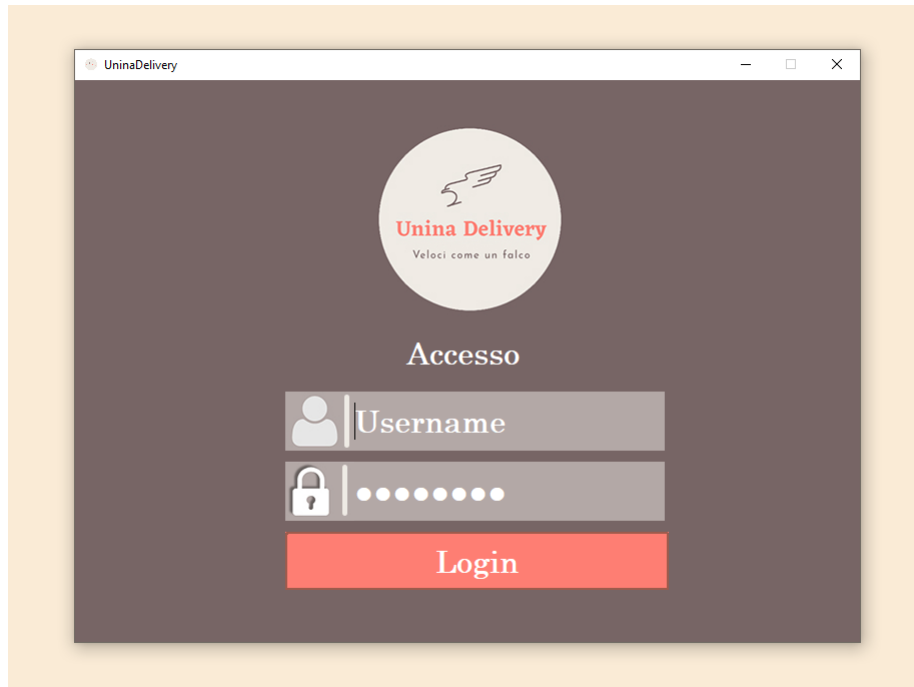 UninaDelivery
Unina Delivery
Veloci come un falco
Accesso
Username
●●●●●●●●
Login